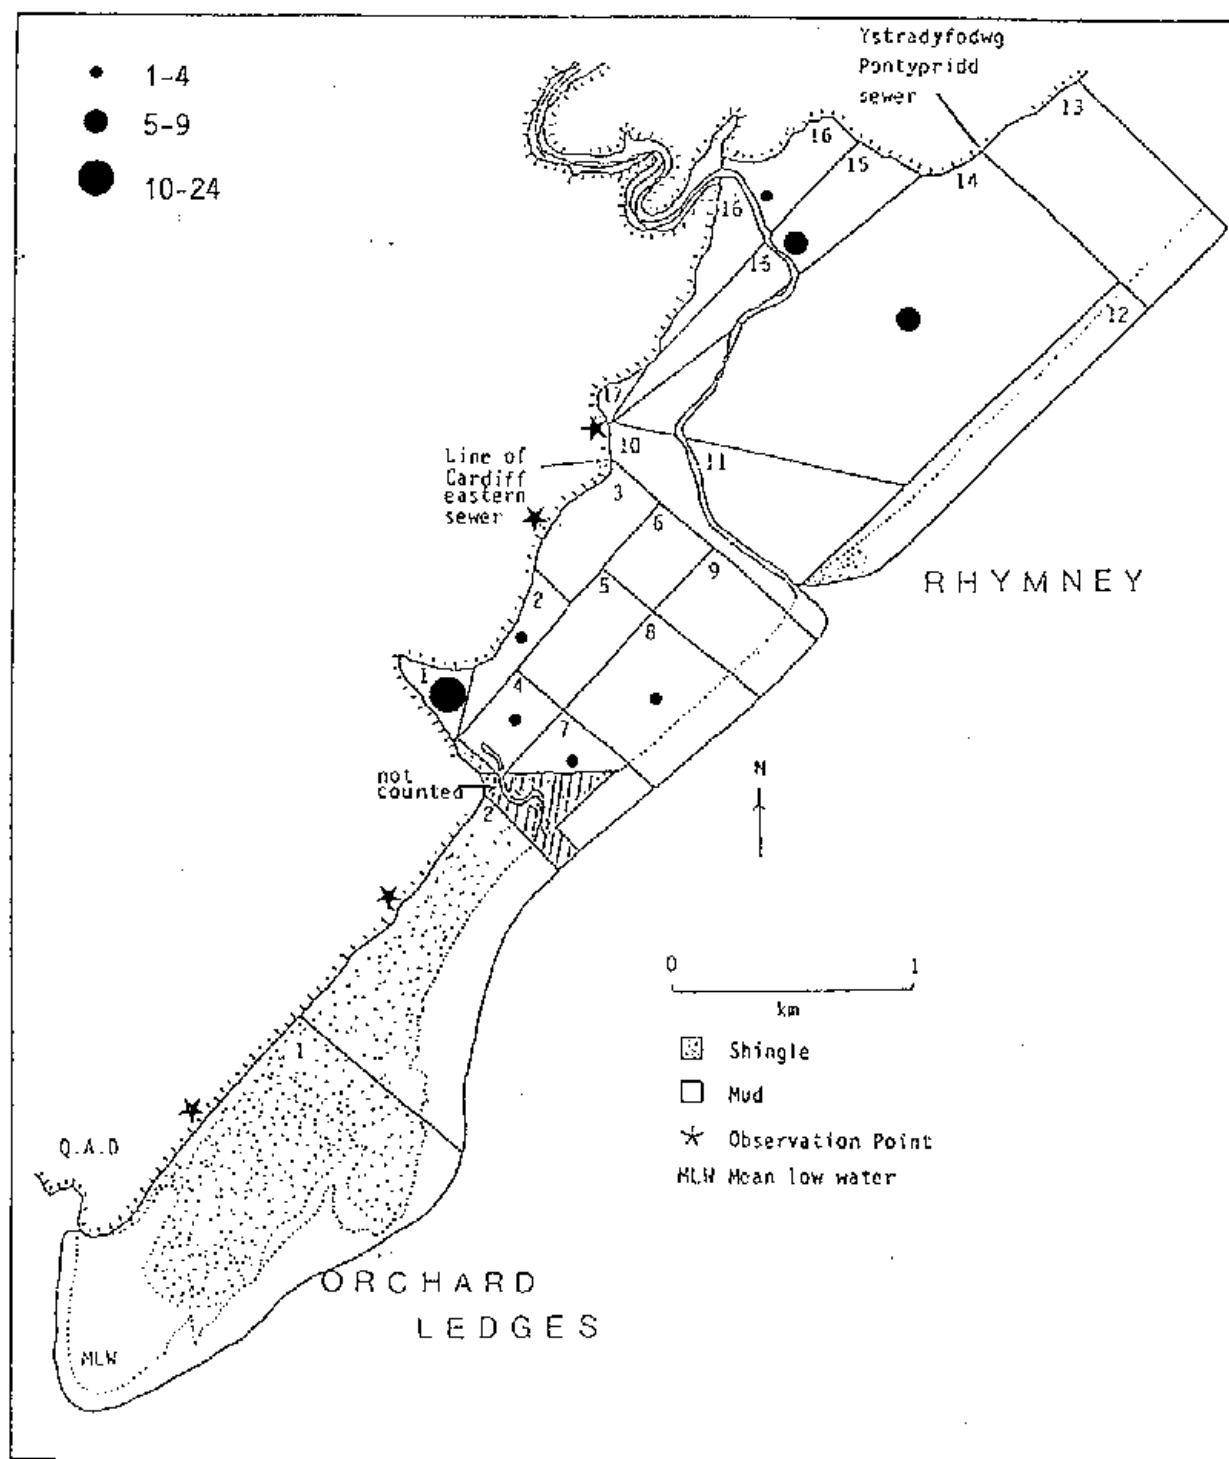 1-4
5-9
10-24
Ystradyfodwg
Pontypridd
sewer
13
16
15
14
16
15
12
17
10
11
Line of
Cardiff
eastern
sewer
3
6
9
5
2
8
RHYMNEY
1
4
7
N
not
counted
2
0 1
km
Shingle
Mud
1
Observation Point
Q.A.D
MLW Mean low water
ORCHARD
LEDGES
MLW